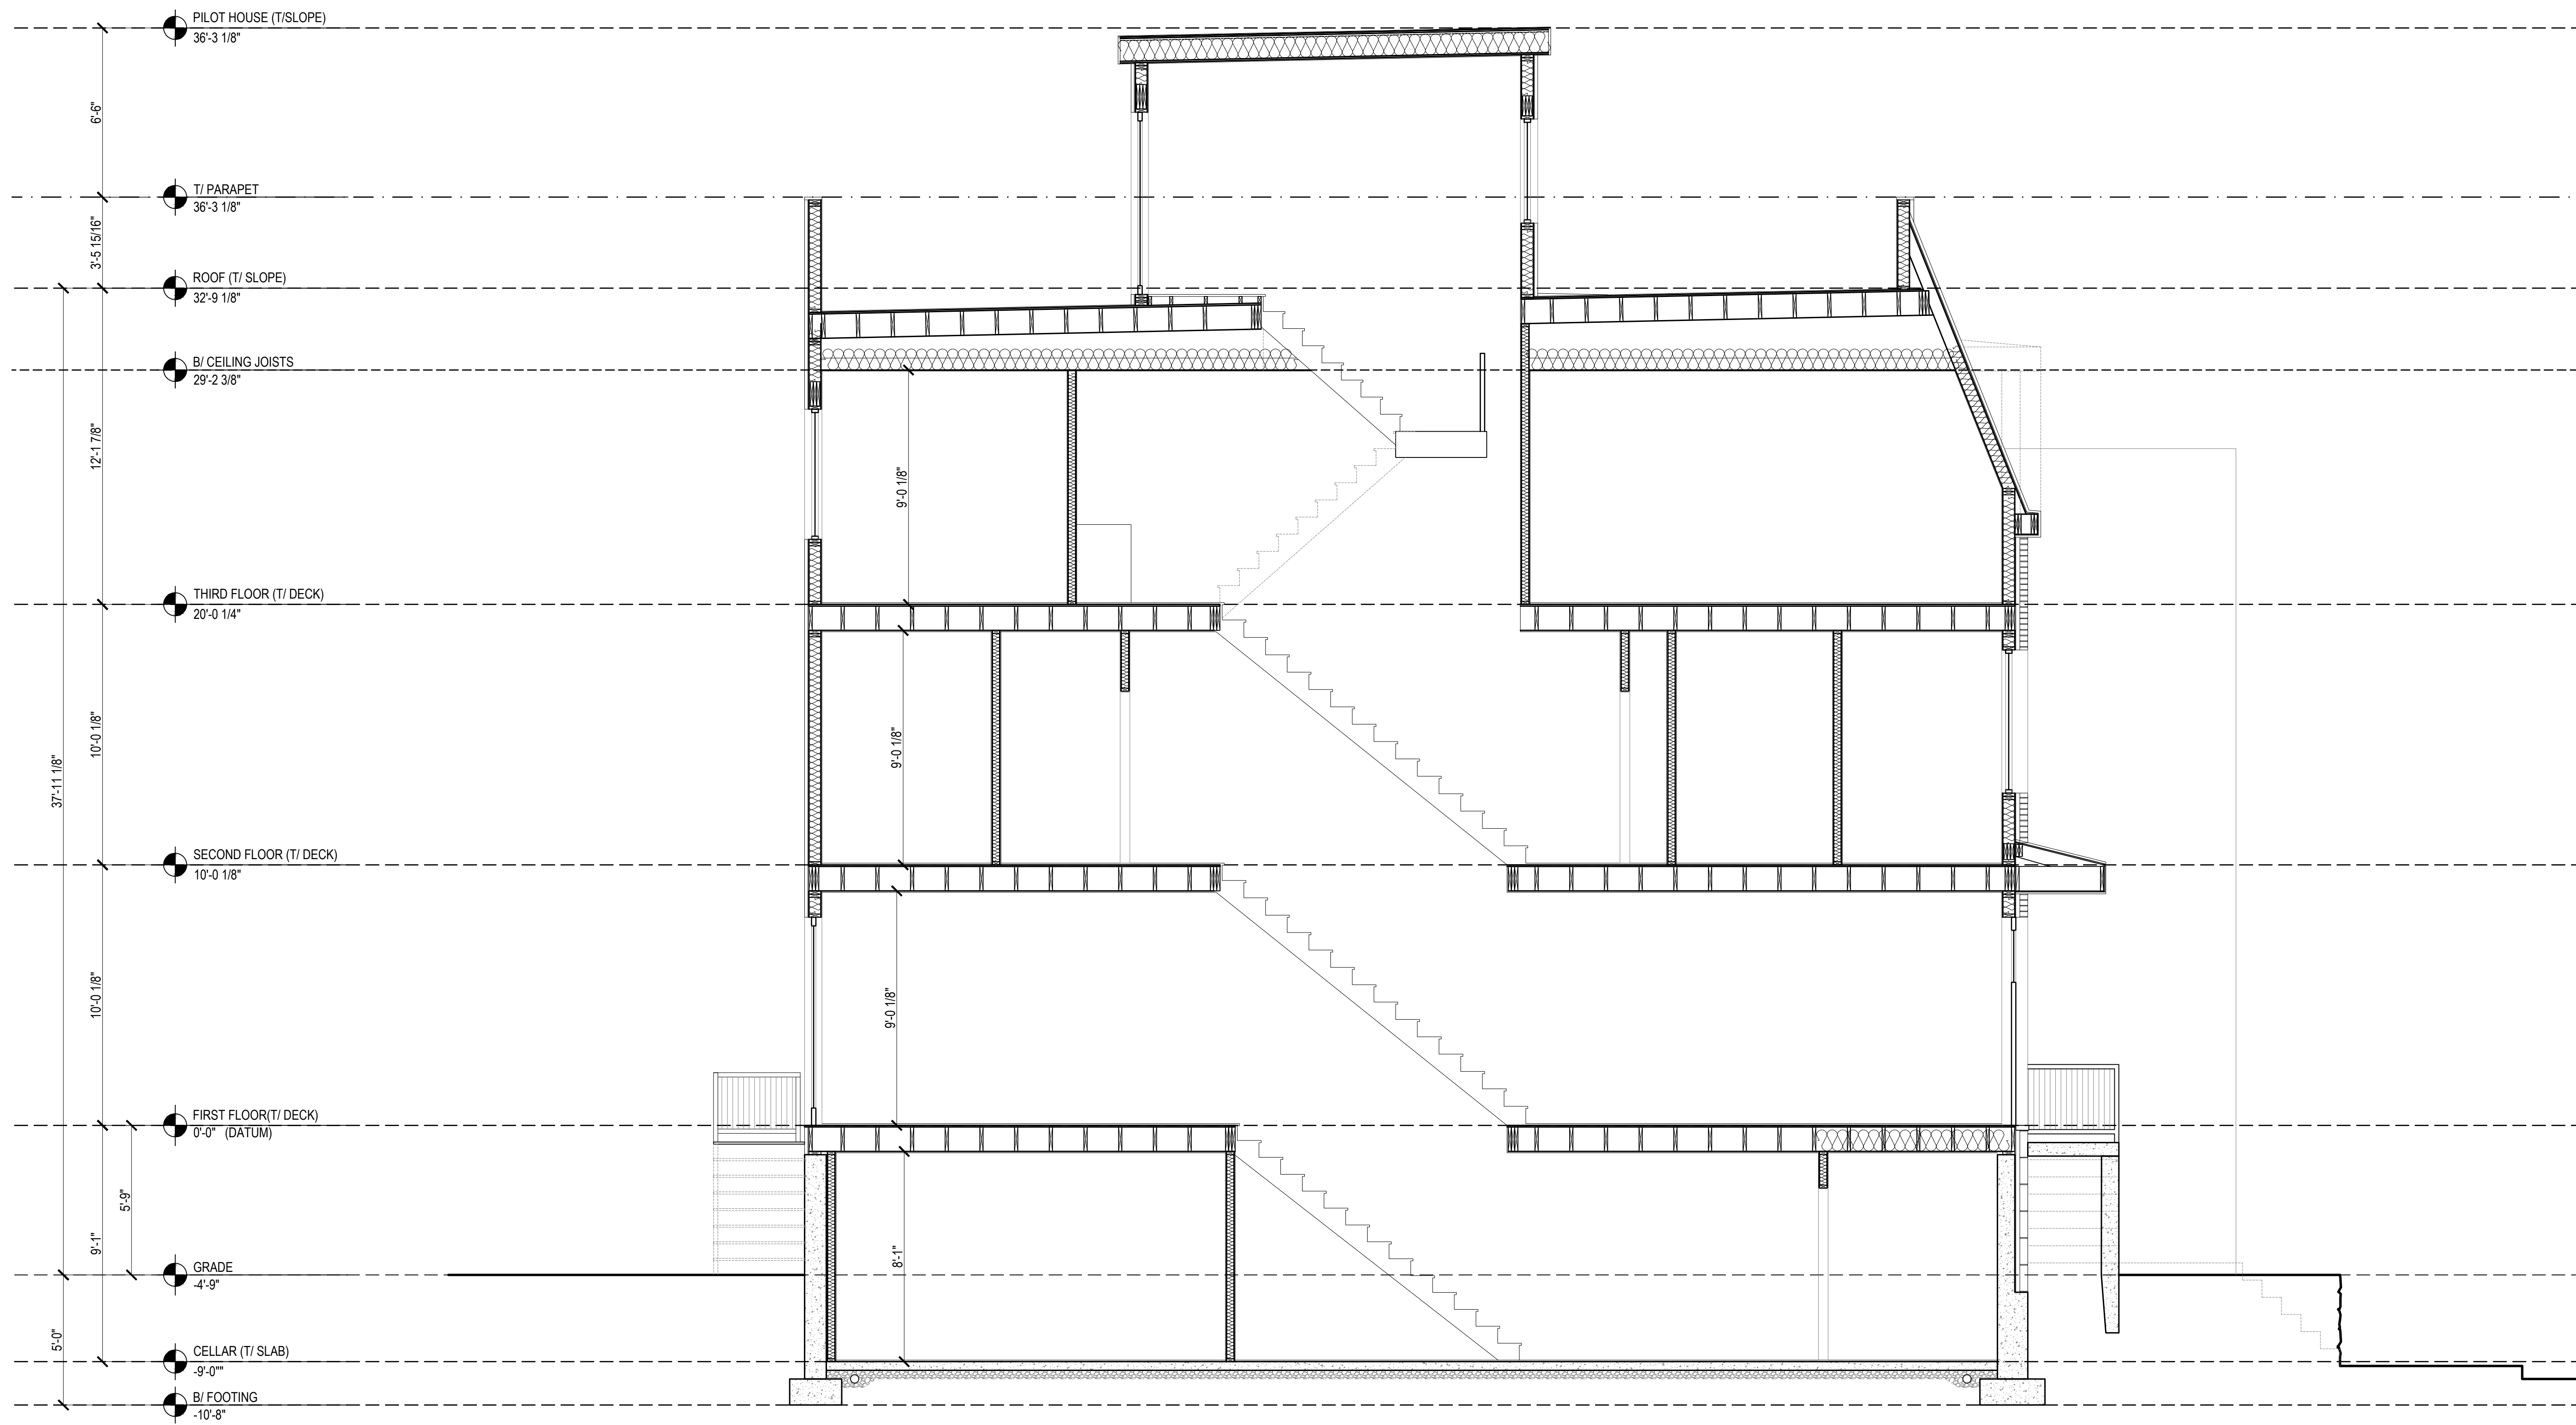 PILOT HOUSE (T/SLOPE)
36'-3 1/8"
6'-6"
T/ PARAPET
36'-3 1/8"
3'-5 15/16"
ROOF (T/ SLOPE)
32'-9 1/8"
B/ CEILING JOISTS
29'-2 3/8"
12'-1 7/8"
9'-0 1/8"
THIRD FLOOR (T/ DECK)
20'-0 1/4"
10'-0 1/8"
9'-0 1/8"
37'-11 1/8"
SECOND FLOOR (T/ DECK)
10'-0 1/8"
10'-0 1/8"
9'-0 1/8"
FIRST FLOOR(T/ DECK)
0'-0" (DATUM)
5'-9"
9'-1"
8'-1"
GRADE
-4'-9"
5'-0"
CELLAR (T/ SLAB)
-9'-0""
B/ FOOTING
-10'-8"